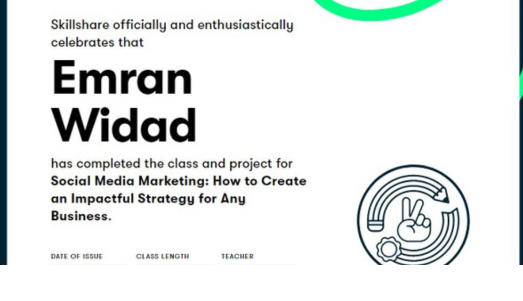 Skillshare officially and enthusiastically
celebrates that
Emran
Widad
has completed the class and project for
Social Media Marketing: How to Create
an Impactful Strategy for Any
Business.
DATE OF ISSUE CLASS LENGTH TEACHER